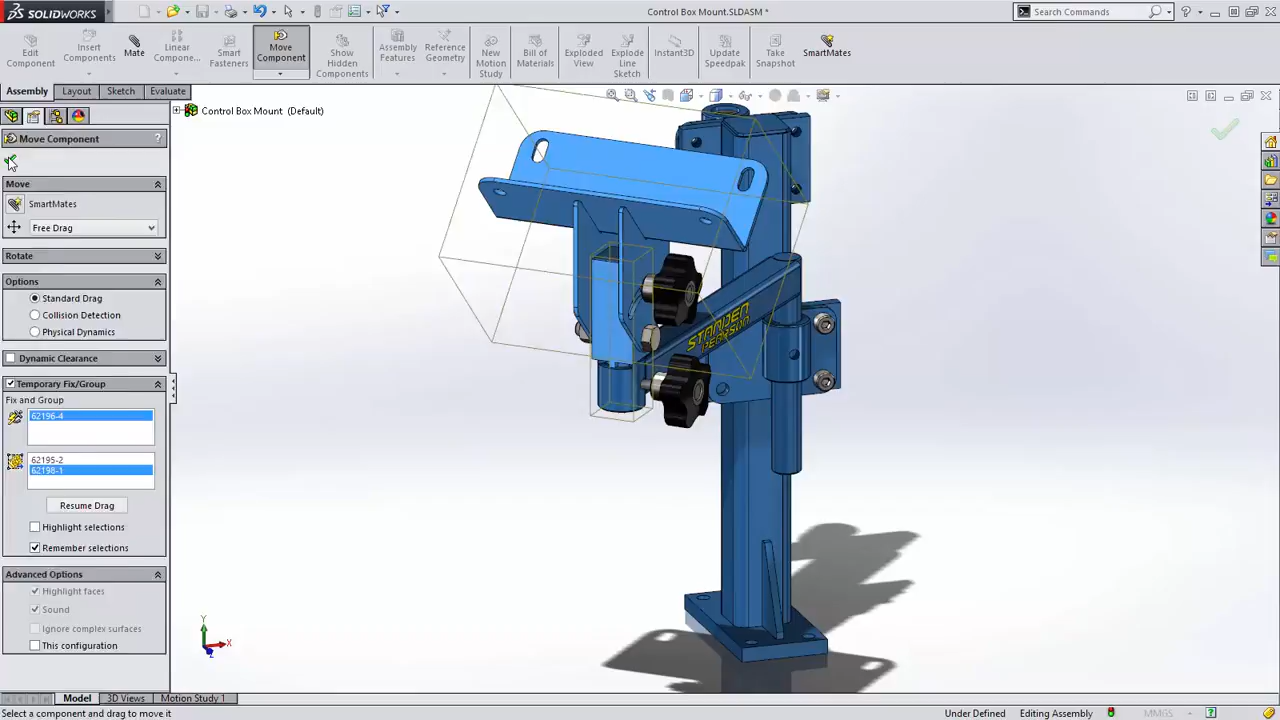 SOLIDWORKS
Control Box Mount.SLDASM *
Search Commands
Edit
Component
Insert
Components
Mate
Linear
Compone...
Smart
Fasteners
Move
Component
Show
Hidden
Components
Assembly
Features
Reference
Geometry
New
Motion
Study
Bill of
Materials
Exploded
View
Explode
Line
Sketch
Instant3D
Update
Speedpak
Take
Snapshot
SmartMates
Assembly
Layout
Sketch
Evaluate
Control Box Mount (Default)
Move Component
?
Move
SmartMates
Free Drag
Rotate
Options
Standard Drag
Collision Detection
Physical Dynamics
Dynamic Clearance
Temporary Fix/Group
Fix and Group
62196-4
62195-2
62198-1
Resume Drag
Highlight selections
Remember selections
Advanced Options
Highlight faces
Sound
Ignore complex surfaces
This configuration
STANDEN
PEARSON
Y
X
Z
Model
3D Views
Motion Study 1
Select a component and drag to move it
Under Defined
Editing Assembly
MMGS